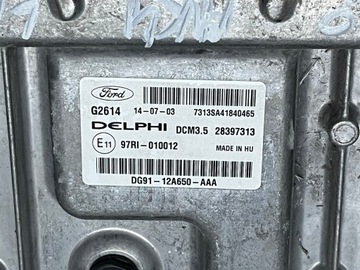 Ford
G2614 14-07-03 7313SA41840465
DELPHI DCM3.5 28397313
E11 97RI-010012 MADE IN HU
DG91-12A650-AAA